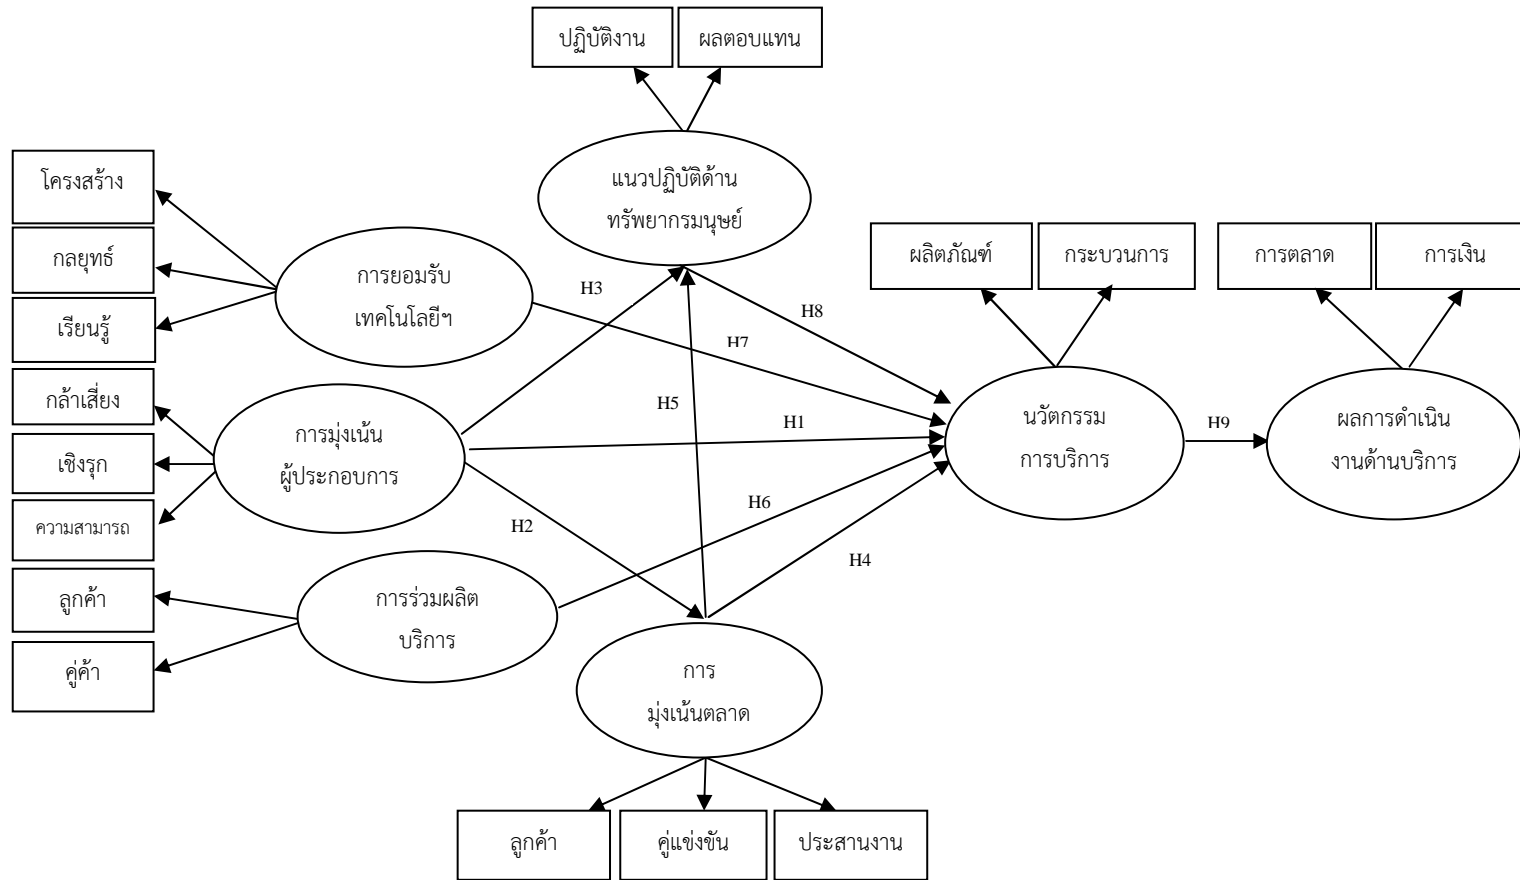 ปฏิบัติงาน
ผลตอบแทน
แนวปฏิบัติด้าน
ทรัพยากรมนุษย์
โครงสร้าง
กลยุทธ์
เรียนรู้
การยอมรับ
เทคโนโลยีฯ
ผลิตภัณฑ์
กระบวนการ
การตลาด
การเงิน
H3
H8
H7
กล้าเสี่ยง
เชิงรุก
ความสามารถ
การมุ่งเน้น
ผู้ประกอบการ
H5
H1
นวัตกรรม
การบริการ
H9
ผลการดำเนิน
งานด้านบริการ
H2
H6
H4
ลูกค้า
คู่ค้า
การร่วมผลิต
บริการ
การ
มุ่งเน้นตลาด
ลูกค้า
คู่แข่งขัน
ประสานงาน